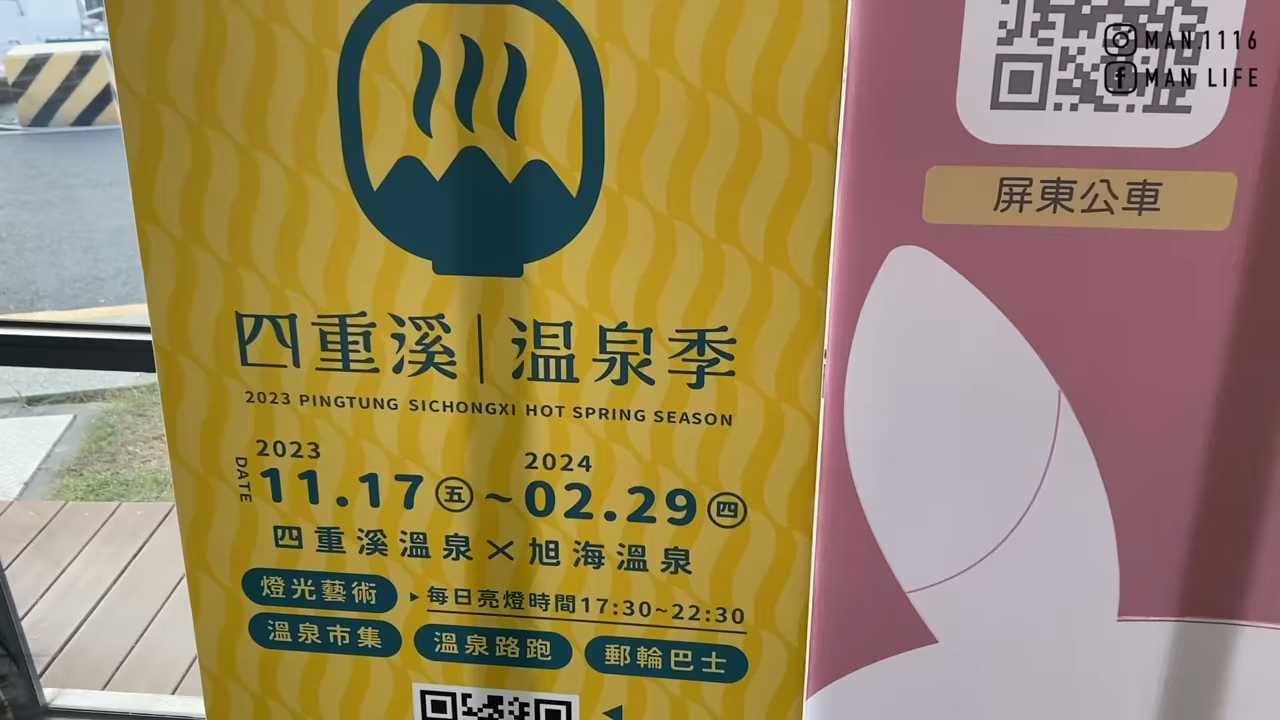 MAN.1116
MAN LIFE
屏東公車
四重溪|溫泉季
2023 PINGTUNG SICHONGXI HOT SPRING SEASON
DATE
2023
11.17 五 ~ 2024 02.29 四
四重溪溫泉×旭海溫泉
燈光藝術 ▸每日亮燈時間17:30~22:30
溫泉市集 溫泉路跑 郵輪巴士